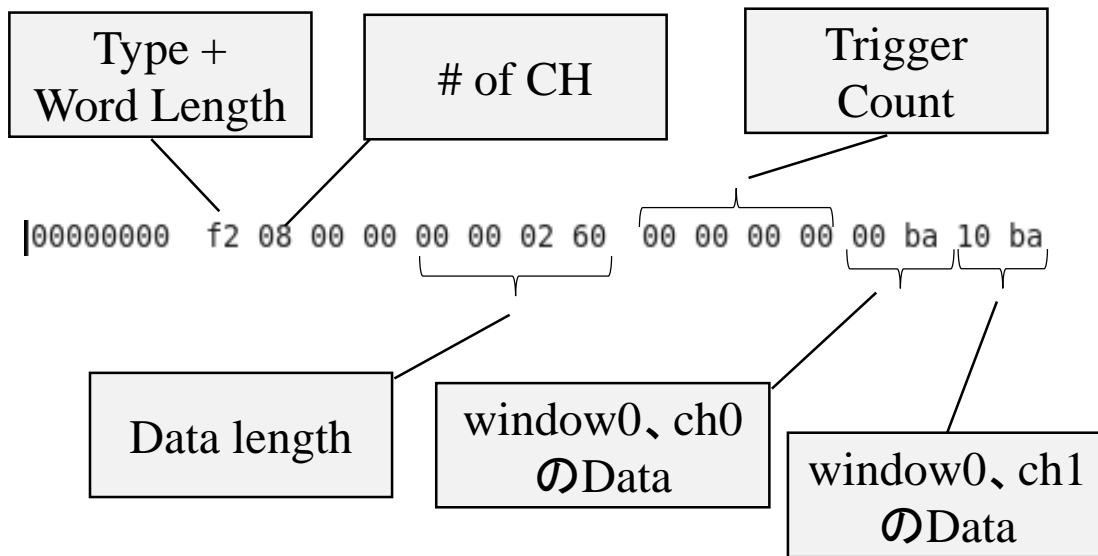 Type +
Word Length
# of CH
Trigger
Count
00000000 f2 08 00 00 00 00 02 60 00 00 00 00 00 ba 10 ba
Data length
window0、ch0
のData
window0、ch1
のData